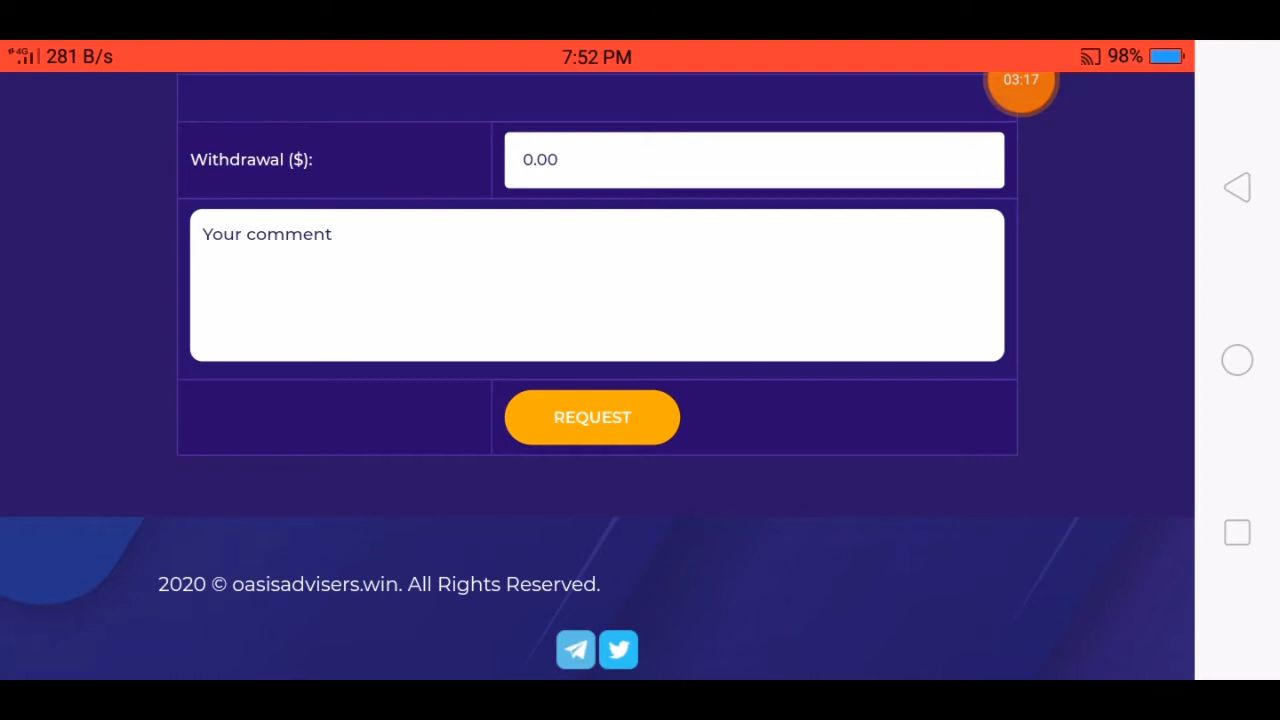 4G 281 B/s 7:52 PM 98%
03:17
Withdrawal ($): 0.00
Your comment
REQUEST
2020 © oasisadvisers.win. All Rights Reserved.